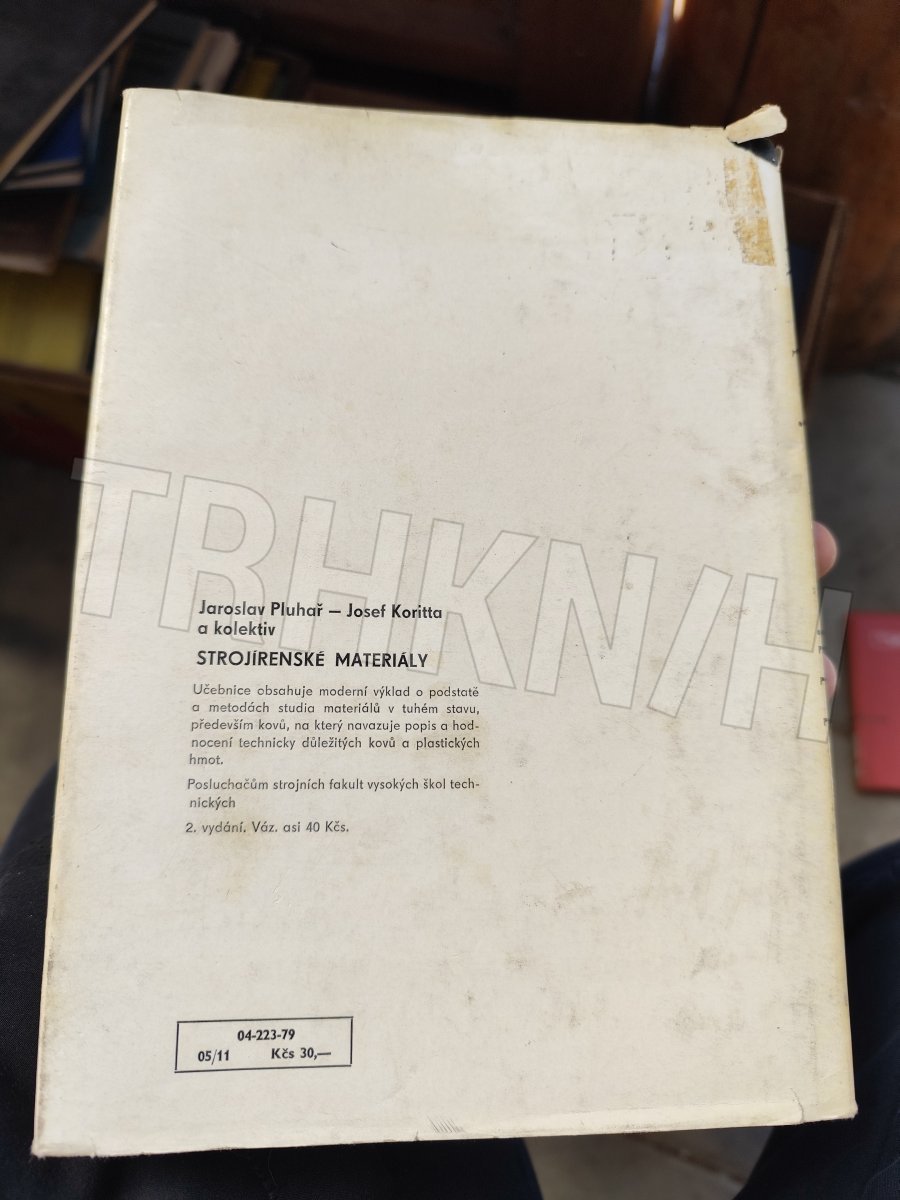 TRHKN/H
Jaroslav Pluhař — Josef Koritta
a kolektiv
STROJÍRENSKÉ MATERIÁLY
Učebnice obsahuje moderní výklad o podstatě
a metodách studia materiálů v tuhém stavu,
především kovů, na který navazuje popis a hod-
nocení technicky důležitých kovů a plastických
hmot.
Posluchačům strojních fakult vysokých škol tech-
nických
2. vydání. Váz. asi 40 Kčs.
04-223-79
05/11 Kčs 30,—